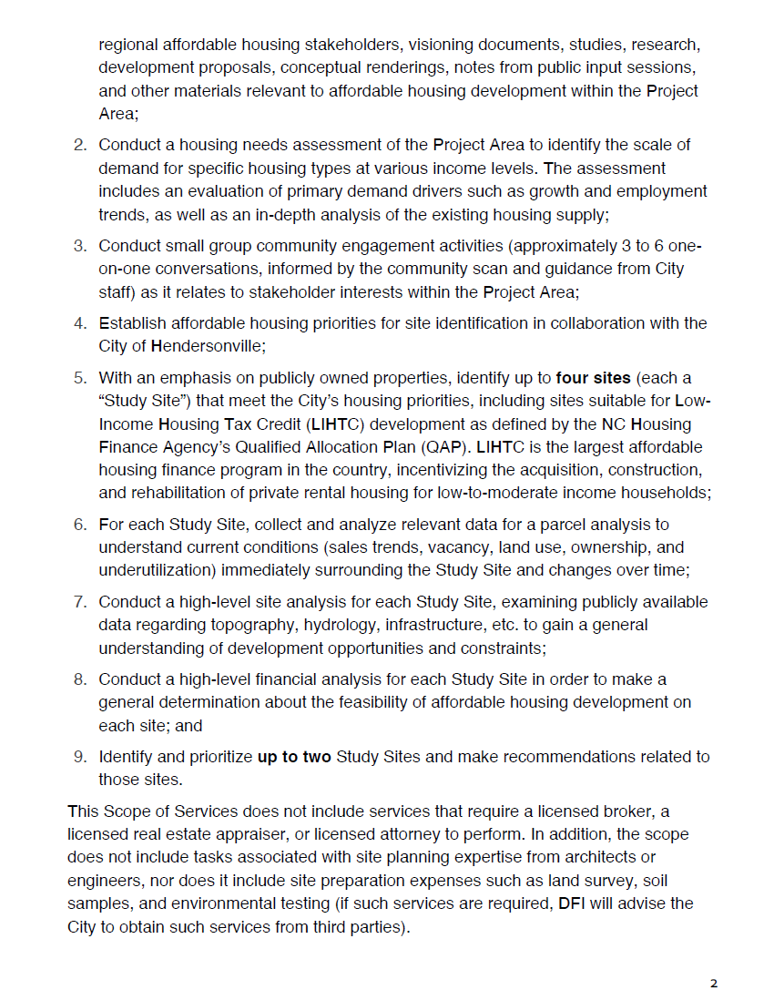 regional affordable housing stakeholders, visioning documents, studies, research,
development proposals, conceptual renderings, notes from public input sessions,
and other materials relevant to affordable housing development within the Project
Area;
2. Conduct a housing needs assessment of the Project Area to identify the scale of
demand for specific housing types at various income levels. The assessment
includes an evaluation of primary demand drivers such as growth and employment
trends, as well as an in-depth analysis of the existing housing supply;
3. Conduct small group community engagement activities (approximately 3 to 6 one-
on-one conversations, informed by the community scan and guidance from City
staff) as it relates to stakeholder interests within the Project Area;
4. Establish affordable housing priorities for site identification in collaboration with the
City of Hendersonville;
5. With an emphasis on publicly owned properties, identify up to four sites (each a
“Study Site”) that meet the City’s housing priorities, including sites suitable for Low-
Income Housing Tax Credit (LIHTC) development as defined by the NC Housing
Finance Agency’s Qualified Allocation Plan (QAP). LIHTC is the largest affordable
housing finance program in the country, incentivizing the acquisition, construction,
and rehabilitation of private rental housing for low-to-moderate income households;
6. For each Study Site, collect and analyze relevant data for a parcel analysis to
understand current conditions (sales trends, vacancy, land use, ownership, and
underutilization) immediately surrounding the Study Site and changes over time;
7. Conduct a high-level site analysis for each Study Site, examining publicly available
data regarding topography, hydrology, infrastructure, etc. to gain a general
understanding of development opportunities and constraints;
8. Conduct a high-level financial analysis for each Study Site in order to make a
general determination about the feasibility of affordable housing development on
each site; and
9. Identify and prioritize up to two Study Sites and make recommendations related to
those sites.
This Scope of Services does not include services that require a licensed broker, a
licensed real estate appraiser, or licensed attorney to perform. In addition, the scope
does not include tasks associated with site planning expertise from architects or
engineers, nor does it include site preparation expenses such as land survey, soil
samples, and environmental testing (if such services are required, DFI will advise the
City to obtain such services from third parties).
2